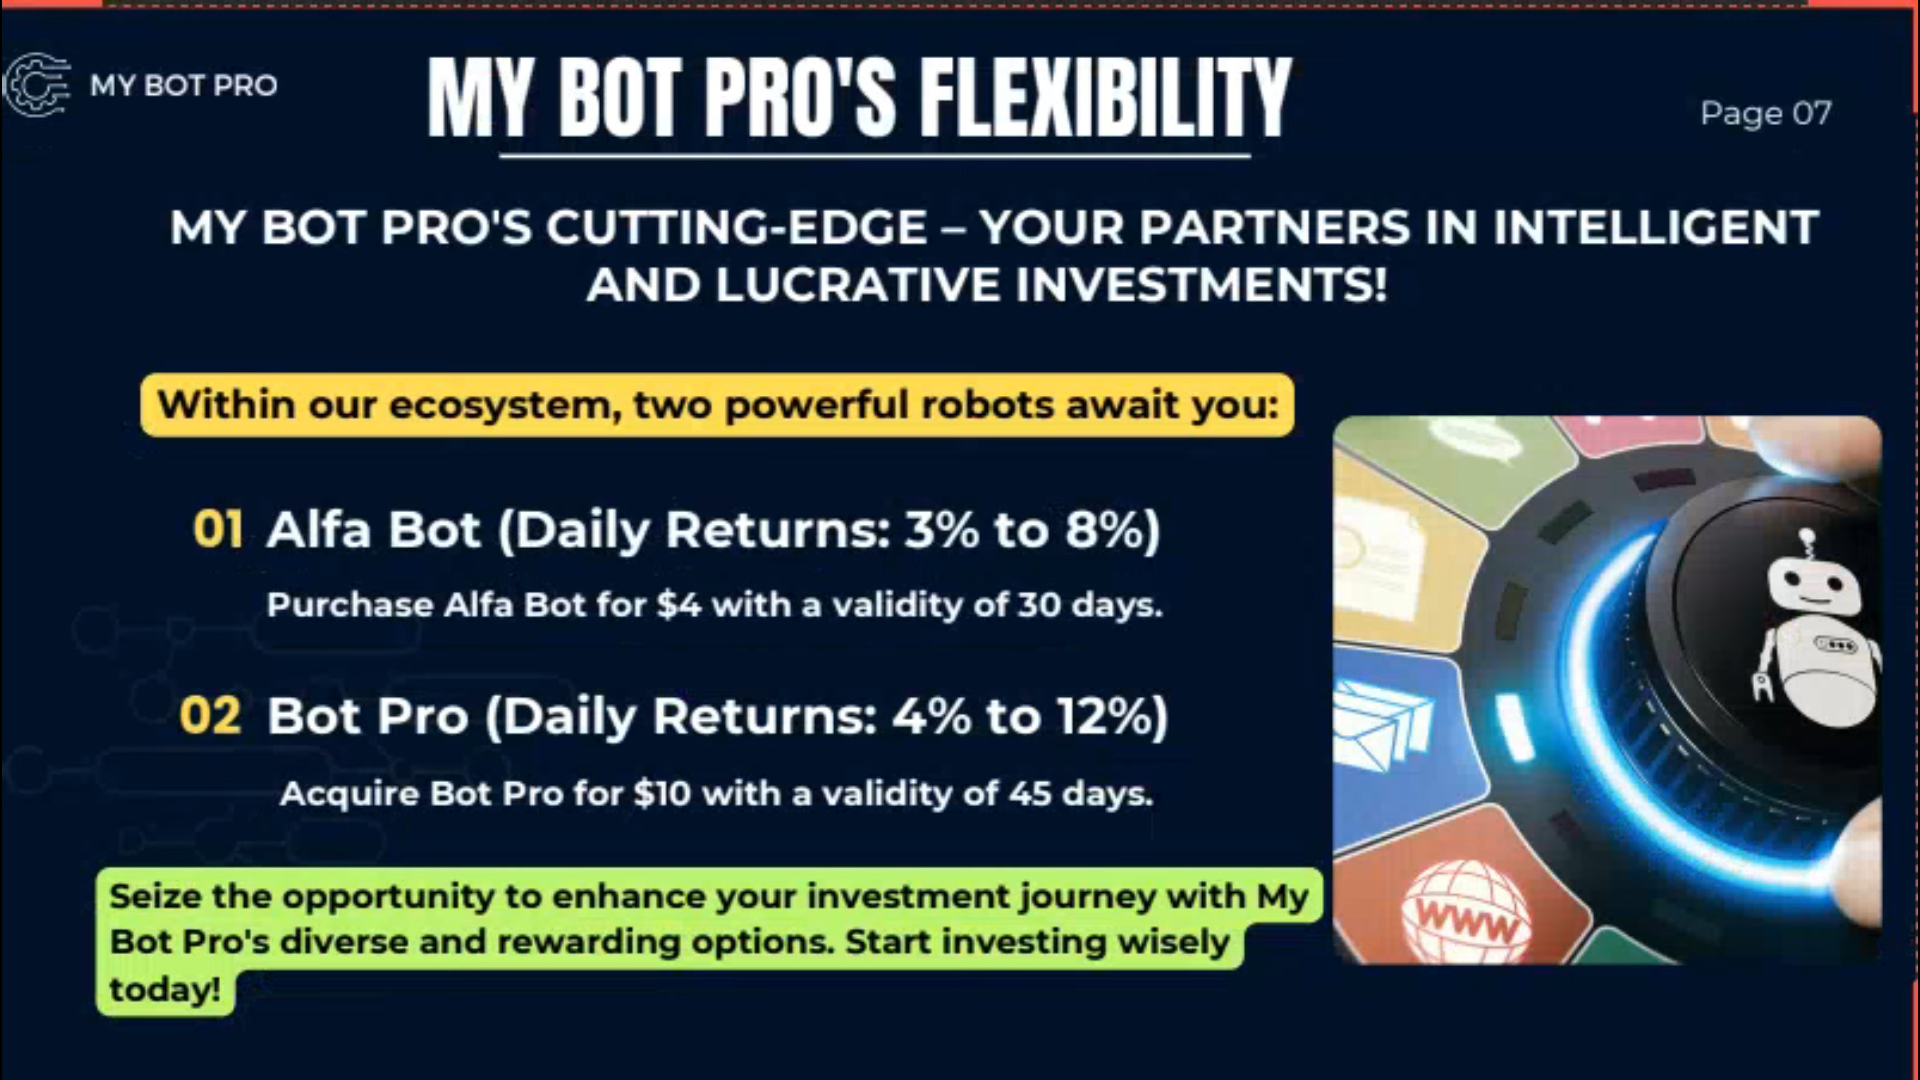 MY BOT PRO
MY BOT PRO'S FLEXIBILITY
Page 07
MY BOT PRO'S CUTTING-EDGE – YOUR PARTNERS IN INTELLIGENT
AND LUCRATIVE INVESTMENTS!
Within our ecosystem, two powerful robots await you:
01 Alfa Bot (Daily Returns: 3% to 8%)
Purchase Alfa Bot for $4 with a validity of 30 days.
02 Bot Pro (Daily Returns: 4% to 12%)
Acquire Bot Pro for $10 with a validity of 45 days.
Seize the opportunity to enhance your investment journey with My
Bot Pro's diverse and rewarding options. Start investing wisely
today!
WWW